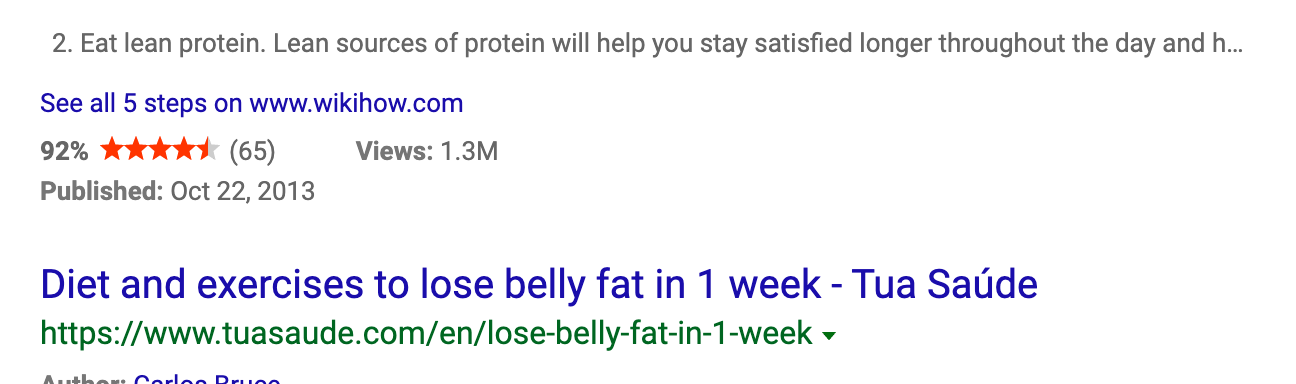 2. Eat lean protein. Lean sources of protein will help you stay satisfied longer throughout the day and h...
See all 5 steps on www.wikihow.com
92% (65) Views: 1.3M
Published: Oct 22, 2013
Diet and exercises to lose belly fat in 1 week - Tua Saúde
https://www.tuasaude.com/en/lose-belly-fat-in-1-week
Author: Carlos Bruce